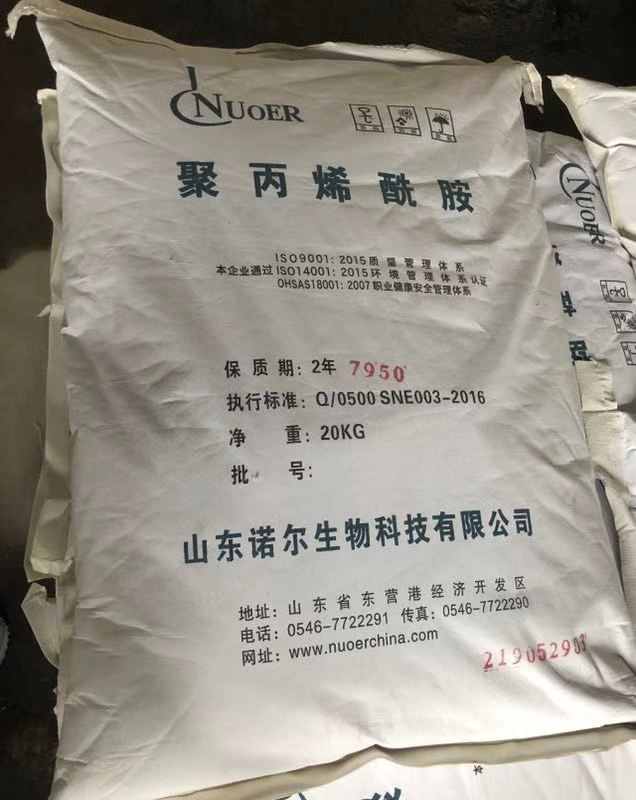 NUOER
聚丙烯酰胺
ISO9001：2015质量管理体系
本企业通过ISO14001：2015环境管理体系认证
OHSAS18001：2007职业健康安全管理体系
保质期：2年 7950
执行标准：Q/0500 SNE003-2016
净 重：20KG
批 号：
山东诺尔生物科技有限公司
地址：山东省东营港经济开发区
电话：0546-7722291 传真：0546-7722290
网址：www.nuoerchina.com
219052901
NUOER
本